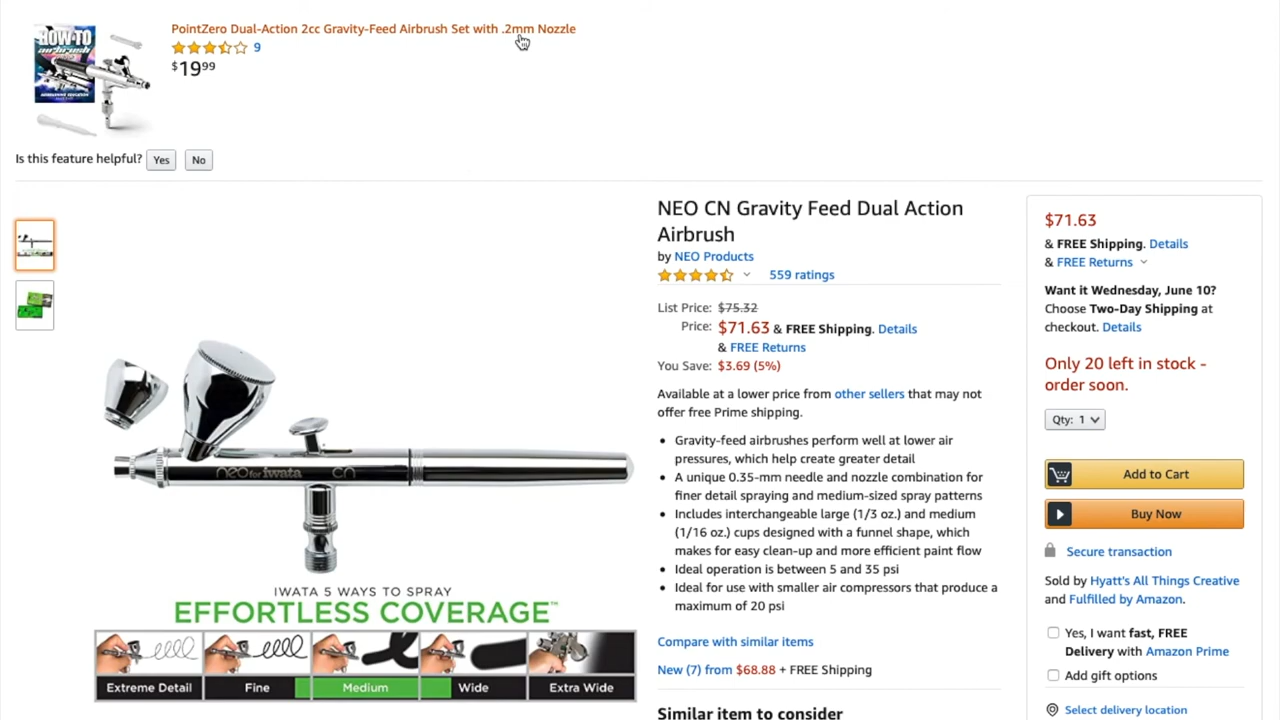 PointZero Dual-Action 2cc Gravity-Feed Airbrush Set with .2mm Nozzle
9
$1999
HOW-TO
airbrush
Is this feature helpful? Yes No
NEO CN Gravity Feed Dual Action
Airbrush
by NEO Products
559 ratings
List Price: $75.32
Price: $71.63 & FREE Shipping. Details
& FREE Returns
You Save: $3.69 (5%)
Available at a lower price from other sellers that may not
offer free Prime shipping.
• Gravity-feed airbrushes perform well at lower air
pressures, which help create greater detail
• A unique 0.35-mm needle and nozzle combination for
finer detail spraying and medium-sized spray patterns
• Includes interchangeable large (1/3 oz.) and medium
(1/16 oz.) cups designed with a funnel shape, which
makes for easy clean-up and more efficient paint flow
• Ideal operation is between 5 and 35 psi
• Ideal for use with smaller air compressors that produce a
maximum of 20 psi
Compare with similar items
New (7) from $68.88 + FREE Shipping
Similar item to consider
neo for iwata CN
IWATA 5 WAYS TO SPRAY
EFFORTLESS COVERAGE™
Extreme Detail Fine Medium Wide Extra Wide
$71.63
& FREE Shipping. Details
& FREE Returns
Want it Wednesday, June 10?
Choose Two-Day Shipping at
checkout. Details
Only 20 left in stock -
order soon.
Qty: 1
Add to Cart
Buy Now
Secure transaction
Sold by Hyatt's All Things Creative
and Fulfilled by Amazon.
Yes, I want fast, FREE
Delivery with Amazon Prime
Add gift options
Select delivery location